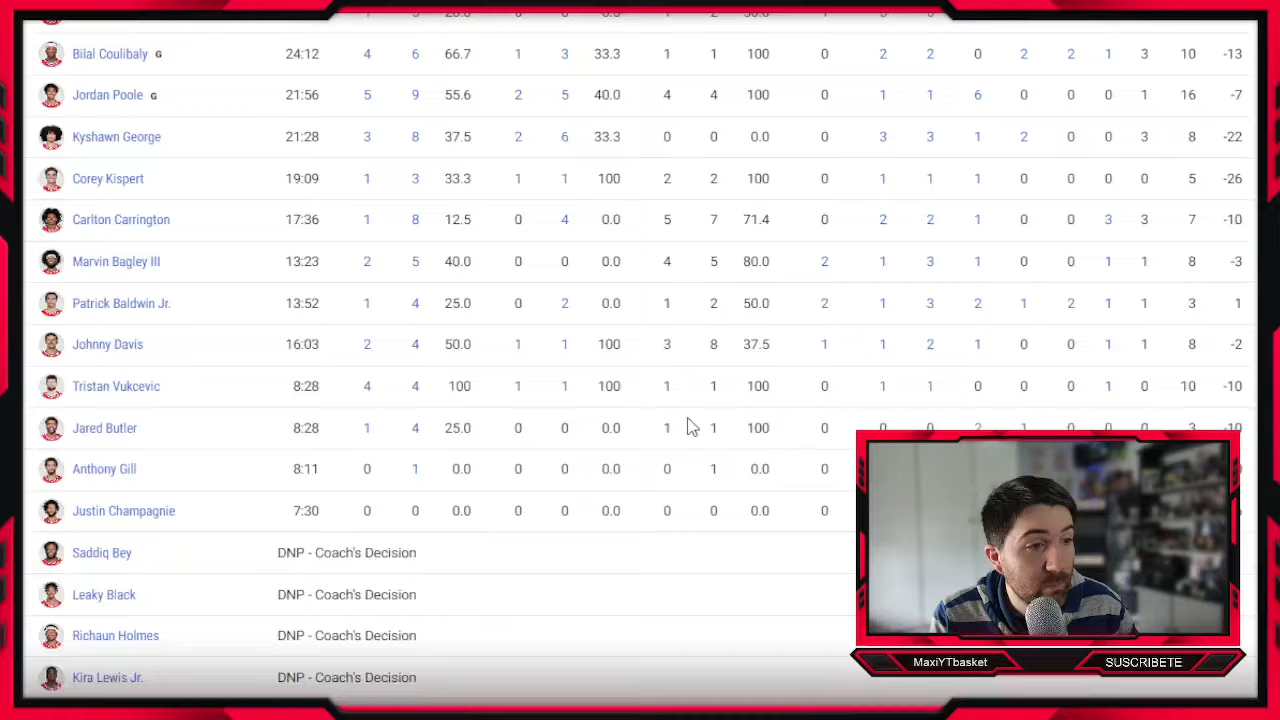 Bilal Coulibaly G 24:12 4 6 66.7 1 3 33.3 1 1 100 0 2 2 0 2 2 1 3 10 -13
Jordan Poole G 21:56 5 9 55.6 2 5 40.0 4 4 100 0 1 1 6 0 0 0 1 16 -7
Kyshawn George 21:28 3 8 37.5 2 6 33.3 0 0 0.0 0 3 3 1 2 0 0 3 8 -22
Corey Kispert 19:09 1 3 33.3 1 1 100 2 2 100 0 1 1 1 0 0 0 0 5 -26
Carlton Carrington 17:36 1 8 12.5 0 4 0.0 5 7 71.4 0 2 2 1 0 0 3 3 7 -10
Marvin Bagley III 13:23 2 5 40.0 0 0 0.0 4 5 80.0 2 1 3 1 0 0 1 1 8 -3
Patrick Baldwin Jr. 13:52 1 4 25.0 0 2 0.0 1 2 50.0 2 1 3 2 1 2 1 1 3 1
Johnny Davis 16:03 2 4 50.0 1 1 100 3 8 37.5 1 1 2 1 0 0 1 1 8 -2
Tristan Vukcevic 8:28 4 4 100 1 1 100 1 1 100 0 1 1 0 0 0 1 0 10 -10
Jared Butler 8:28 1 4 25.0 0 0 0.0 1 1 100 0 0 0 2 1 0 0 0 3 -10
Anthony Gill 8:11 0 1 0.0 0 0 0.0 0 1 0.0 0
Justin Champagnie 7:30 0 0 0.0 0 0 0.0 0 0 0.0 0
Saddiq Bey DNP - Coach's Decision
Leaky Black DNP - Coach's Decision
Richaun Holmes DNP - Coach's Decision
Kira Lewis Jr. DNP - Coach's Decision
MaxiYTbasket SUSCRIBETE